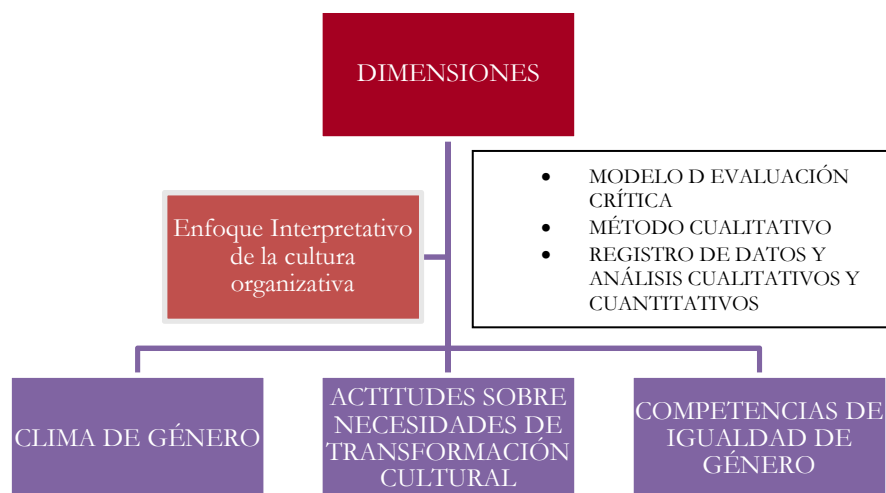 DIMENSIONES
• MODELO D EVALUACIÓN
CRÍTICA
• MÉTODO CUALITATIVO
• REGISTRO DE DATOS Y
ANÁLISIS CUALITATIVOS Y
CUANTITATIVOS
Enfoque Interpretativo
de la cultura
organizativa
CLIMA DE GÉNERO
ACTITUDES SOBRE
NECESIDADES DE
TRANSFORMACIÓN
CULTURAL
COMPETENCIAS DE
IGUALDAD DE
GÉNERO